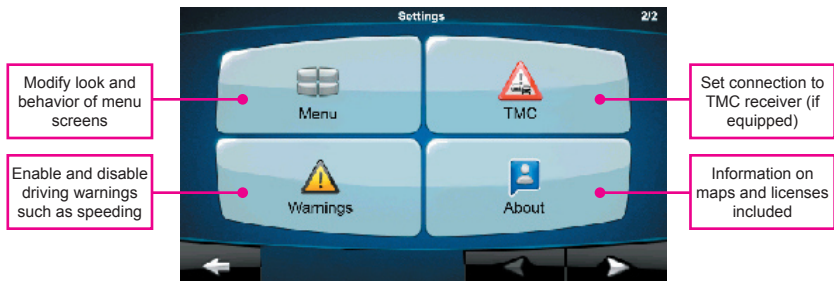 Settings
2/2
Modify look and
behavior of menu
screens
Menu
TMC
Set connection to
TMC receiver (if
equipped)
Enable and disable
driving warnings
such as speeding
Warnings
About
Information on
maps and licenses
included